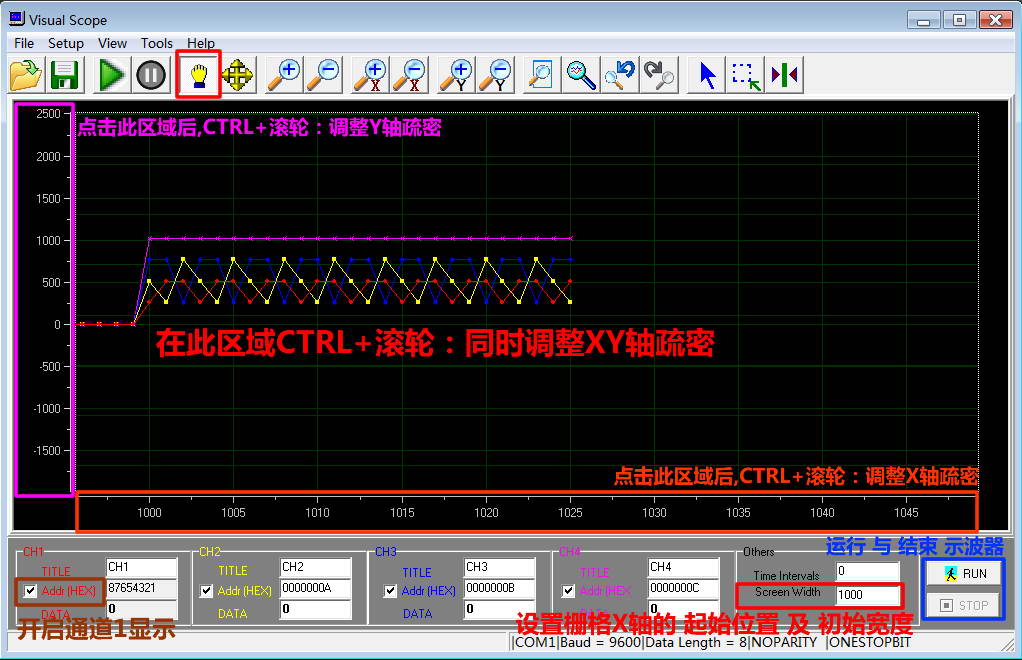 Visual Scope
File Setup View Tools Help
2500
点击此区域后,CTRL+滚轮：调整Y轴疏密
2000
1500
1000
500
0
-500
-1000
-1500
在此区域CTRL+滚轮：同时调整XY轴疏密
点击此区域后,CTRL+滚轮：调整X轴疏密
1000 1005 1010 1015 1020 1025 1030 1035 1040 1045
运行 与 结束 示波器
CH1 CH2 CH3 CH4 Others
TITLE CH1 TITLE CH2 TITLE CH3 TITLE CH4 Time Intervals 0 RUN
Addr (HEX) 87654321 Addr (HEX) 0000000A Addr (HEX) 0000000B Addr (HEX 0000000C Screen Width 1000 STOP
DATA 0 DATA 0 DATA 0 DATA 0
开启通道1显示
设置栅格X轴的 起始位置 及 初始宽度
|COM1|Baud = 9600|Data Length = 8|NOPARITY |ONESTOPBIT